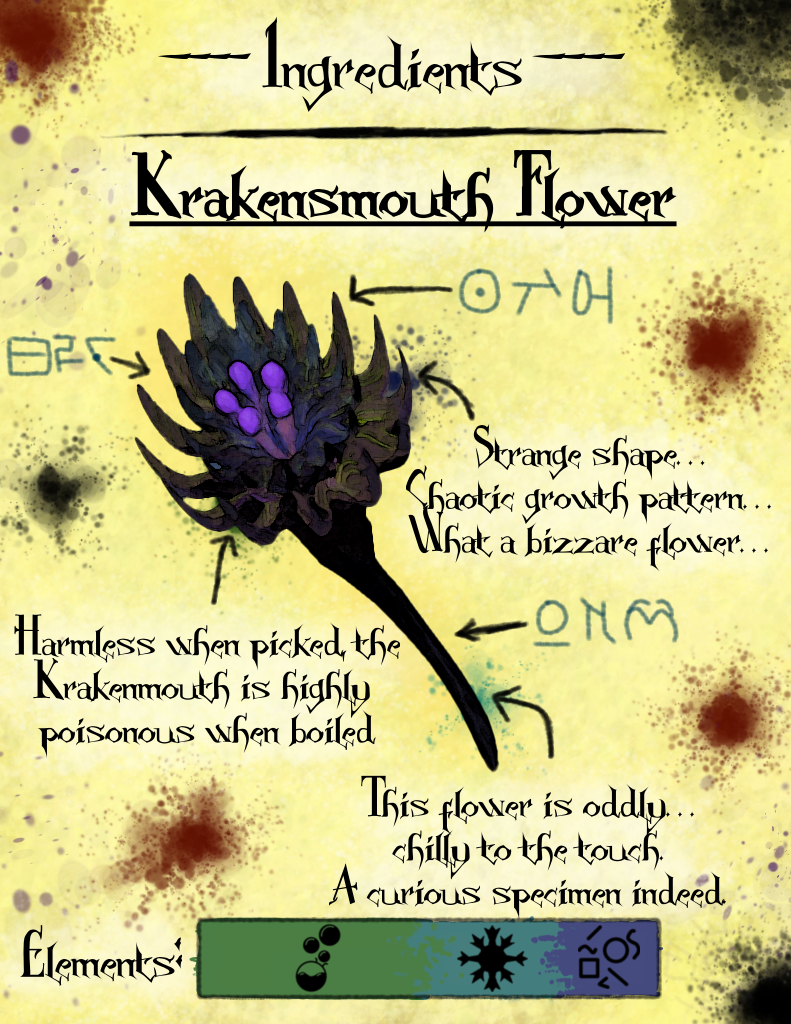 Ingredients
Krakensmouth Flower
Strange shape...
Chaotic growth pattern...
What a bizzare flower...
Harmless when picked, the
Krakenmouth is highly
poisonous when boiled.
This flower is oddly...
chilly to the touch.
A curious specimen indeed.
Elements: